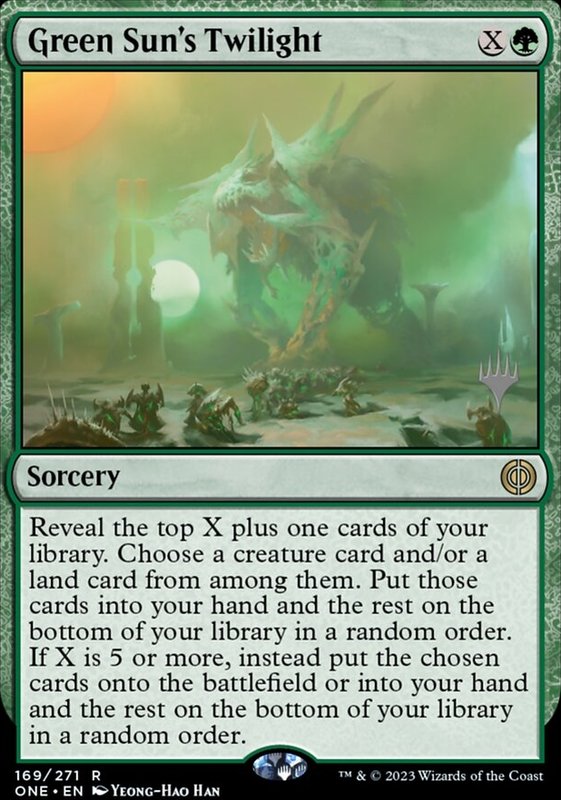 Green Sun's Twilight X
Sorcery
Reveal the top X plus one cards of your
library. Choose a creature card and/or a
land card from among them. Put those
cards into your hand and the rest on the
bottom of your library in a random order.
If X is 5 or more, instead put the chosen
cards onto the battlefield or into your hand
and the rest on the bottom of your library
in a random order.
169/271 R
ONE • EN Yeong-Hao Han
™ & © 2023 Wizards of the Coast